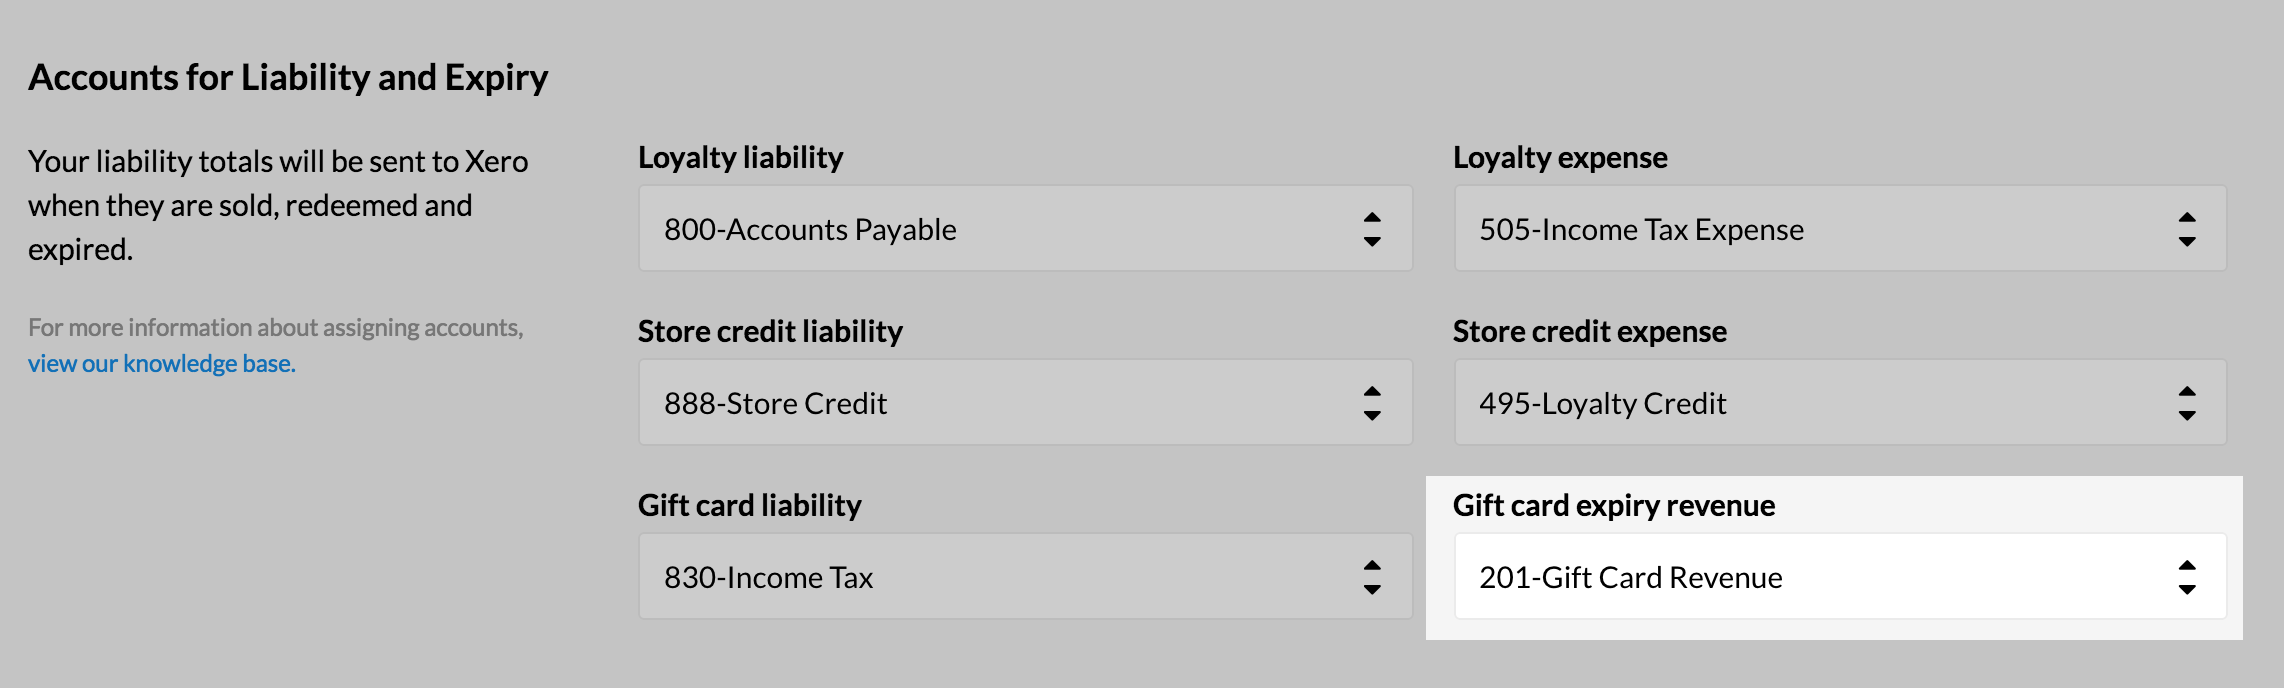 Accounts for Liability and Expiry
Your liability totals will be sent to Xero
when they are sold, redeemed and
expired.
For more information about assigning accounts,
view our knowledge base.
Loyalty liability
800-Accounts Payable
Loyalty expense
505-Income Tax Expense
Store credit liability
888-Store Credit
Store credit expense
495-Loyalty Credit
Gift card liability
830-Income Tax
Gift card expiry revenue
201-Gift Card Revenue